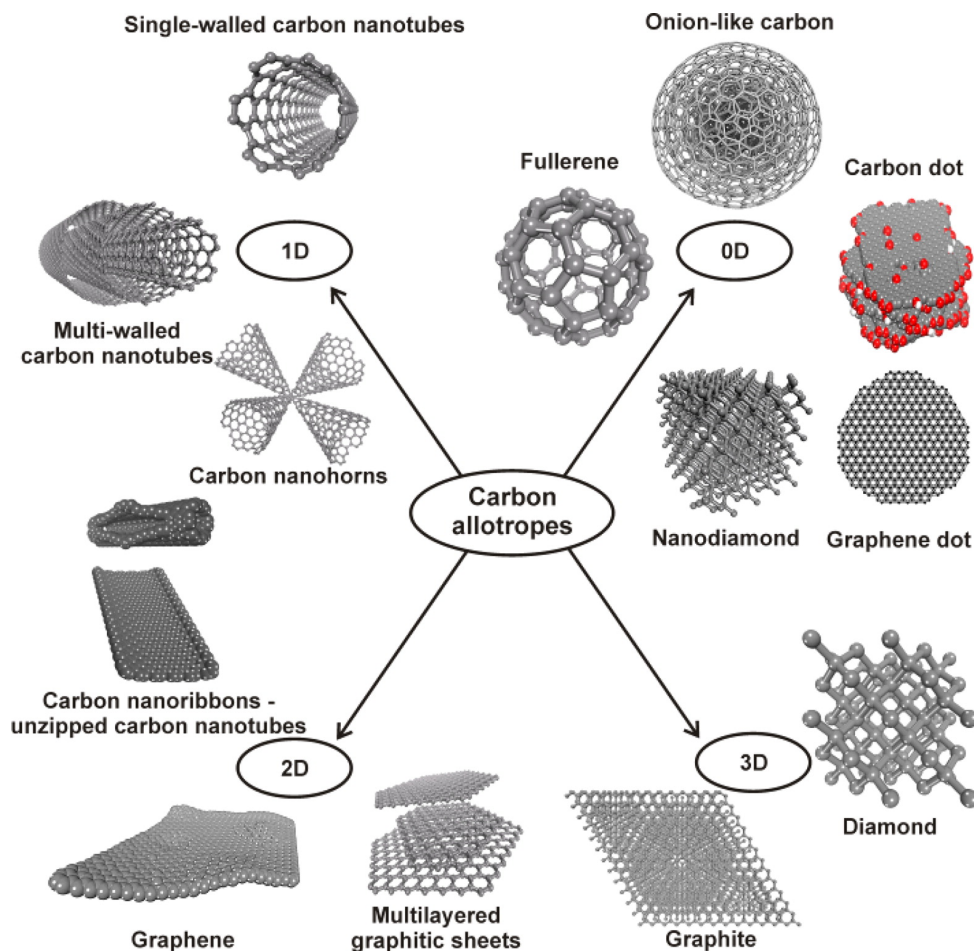 Single-walled carbon nanotubes
Onion-like carbon
Fullerene
Carbon dot
1D
0D
Multi-walled
carbon nanotubes
Carbon nanohorns
Carbon
allotropes
Nanodiamond
Graphene dot
Carbon nanoribbons -
unzipped carbon nanotubes
2D
3D
Diamond
Graphene
Multilayered
graphitic sheets
Graphite